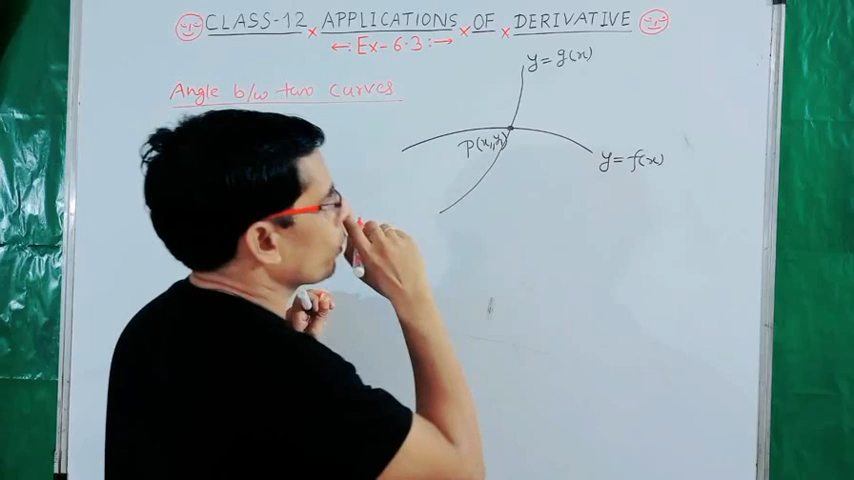 CLASS-12 × APPLICATIONS × OF × DERIVATIVE
←: Ex-6.3 :→
Angle b/w two curves
y = g(x)
P(x₁,y₁)
y = f(x)